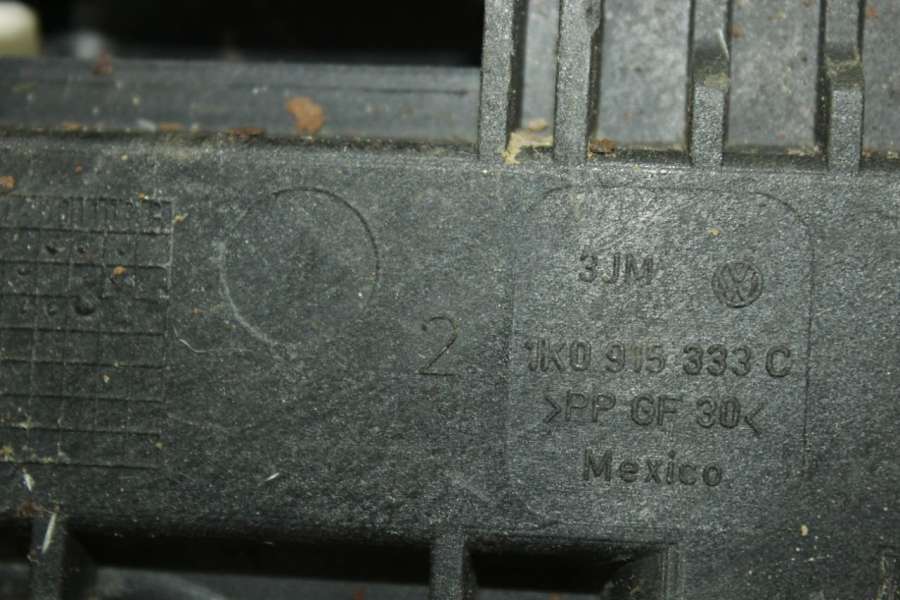 3JM
2
1K0 915 333 C
>PP GF 30<
Mexico